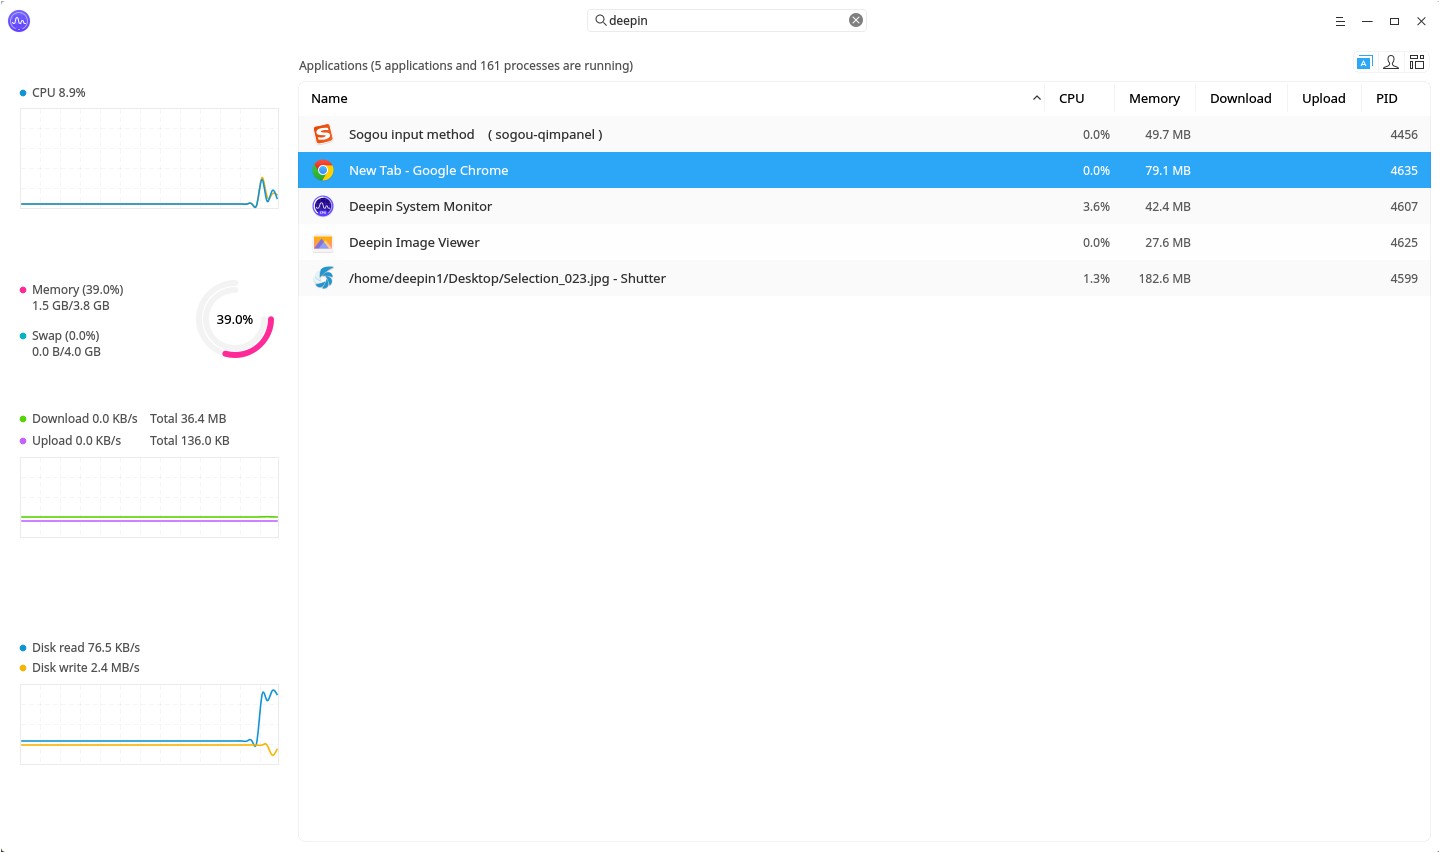 deepin
Applications (5 applications and 161 processes are running)
CPU 8.9%
Name CPU Memory Download Upload PID
Sogou input method ( sogou-qimpanel ) 0.0% 49.7 MB 4456
New Tab - Google Chrome 0.0% 79.1 MB 4635
Deepin System Monitor 3.6% 42.4 MB 4607
Deepin Image Viewer 0.0% 27.6 MB 4625
/home/deepin1/Desktop/Selection_023.jpg - Shutter 1.3% 182.6 MB 4599
Memory (39.0%)
1.5 GB/3.8 GB
39.0%
Swap (0.0%)
0.0 B/4.0 GB
Download 0.0 KB/s Total 36.4 MB
Upload 0.0 KB/s Total 136.0 KB
Disk read 76.5 KB/s
Disk write 2.4 MB/s